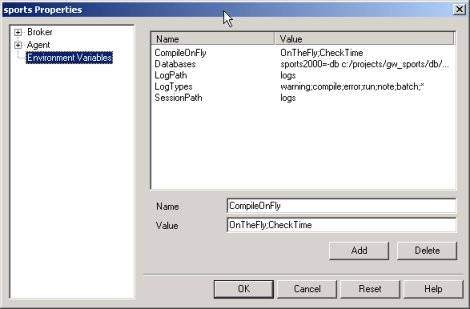 sports Properties
Broker
Agent
Environment Variables
Name Value
CompileOnFly OnTheFly;CheckTime
Databases sports2000=-db c:/projects/gw_sports/db/...
LogPath logs
LogTypes warning;compile;error;run;note;batch;*
SessionPath logs
Name CompileOnFly
Value OnTheFly;CheckTime
Add Delete
OK Cancel Reset Help